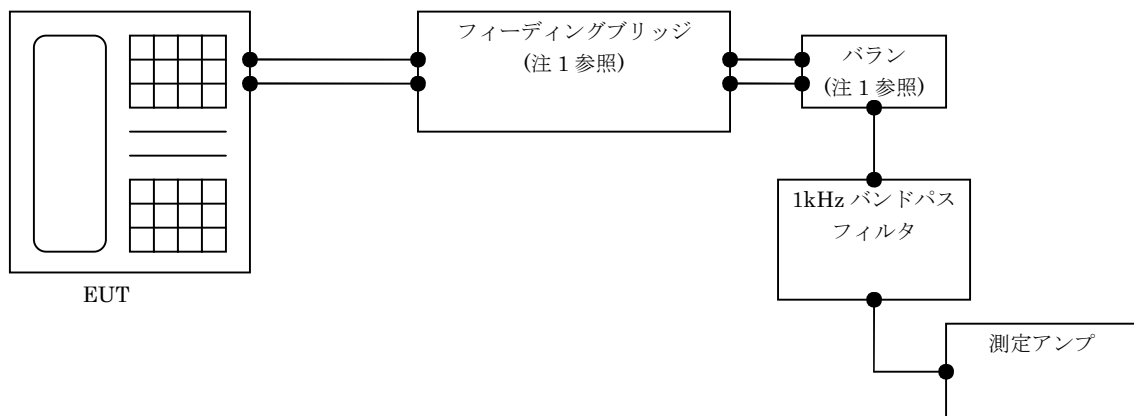 フィーディングブリッジ
(注 1 参照)
バラン
(注 1 参照)
1kHz バンドパス
フィルタ
EUT
測定アンプ